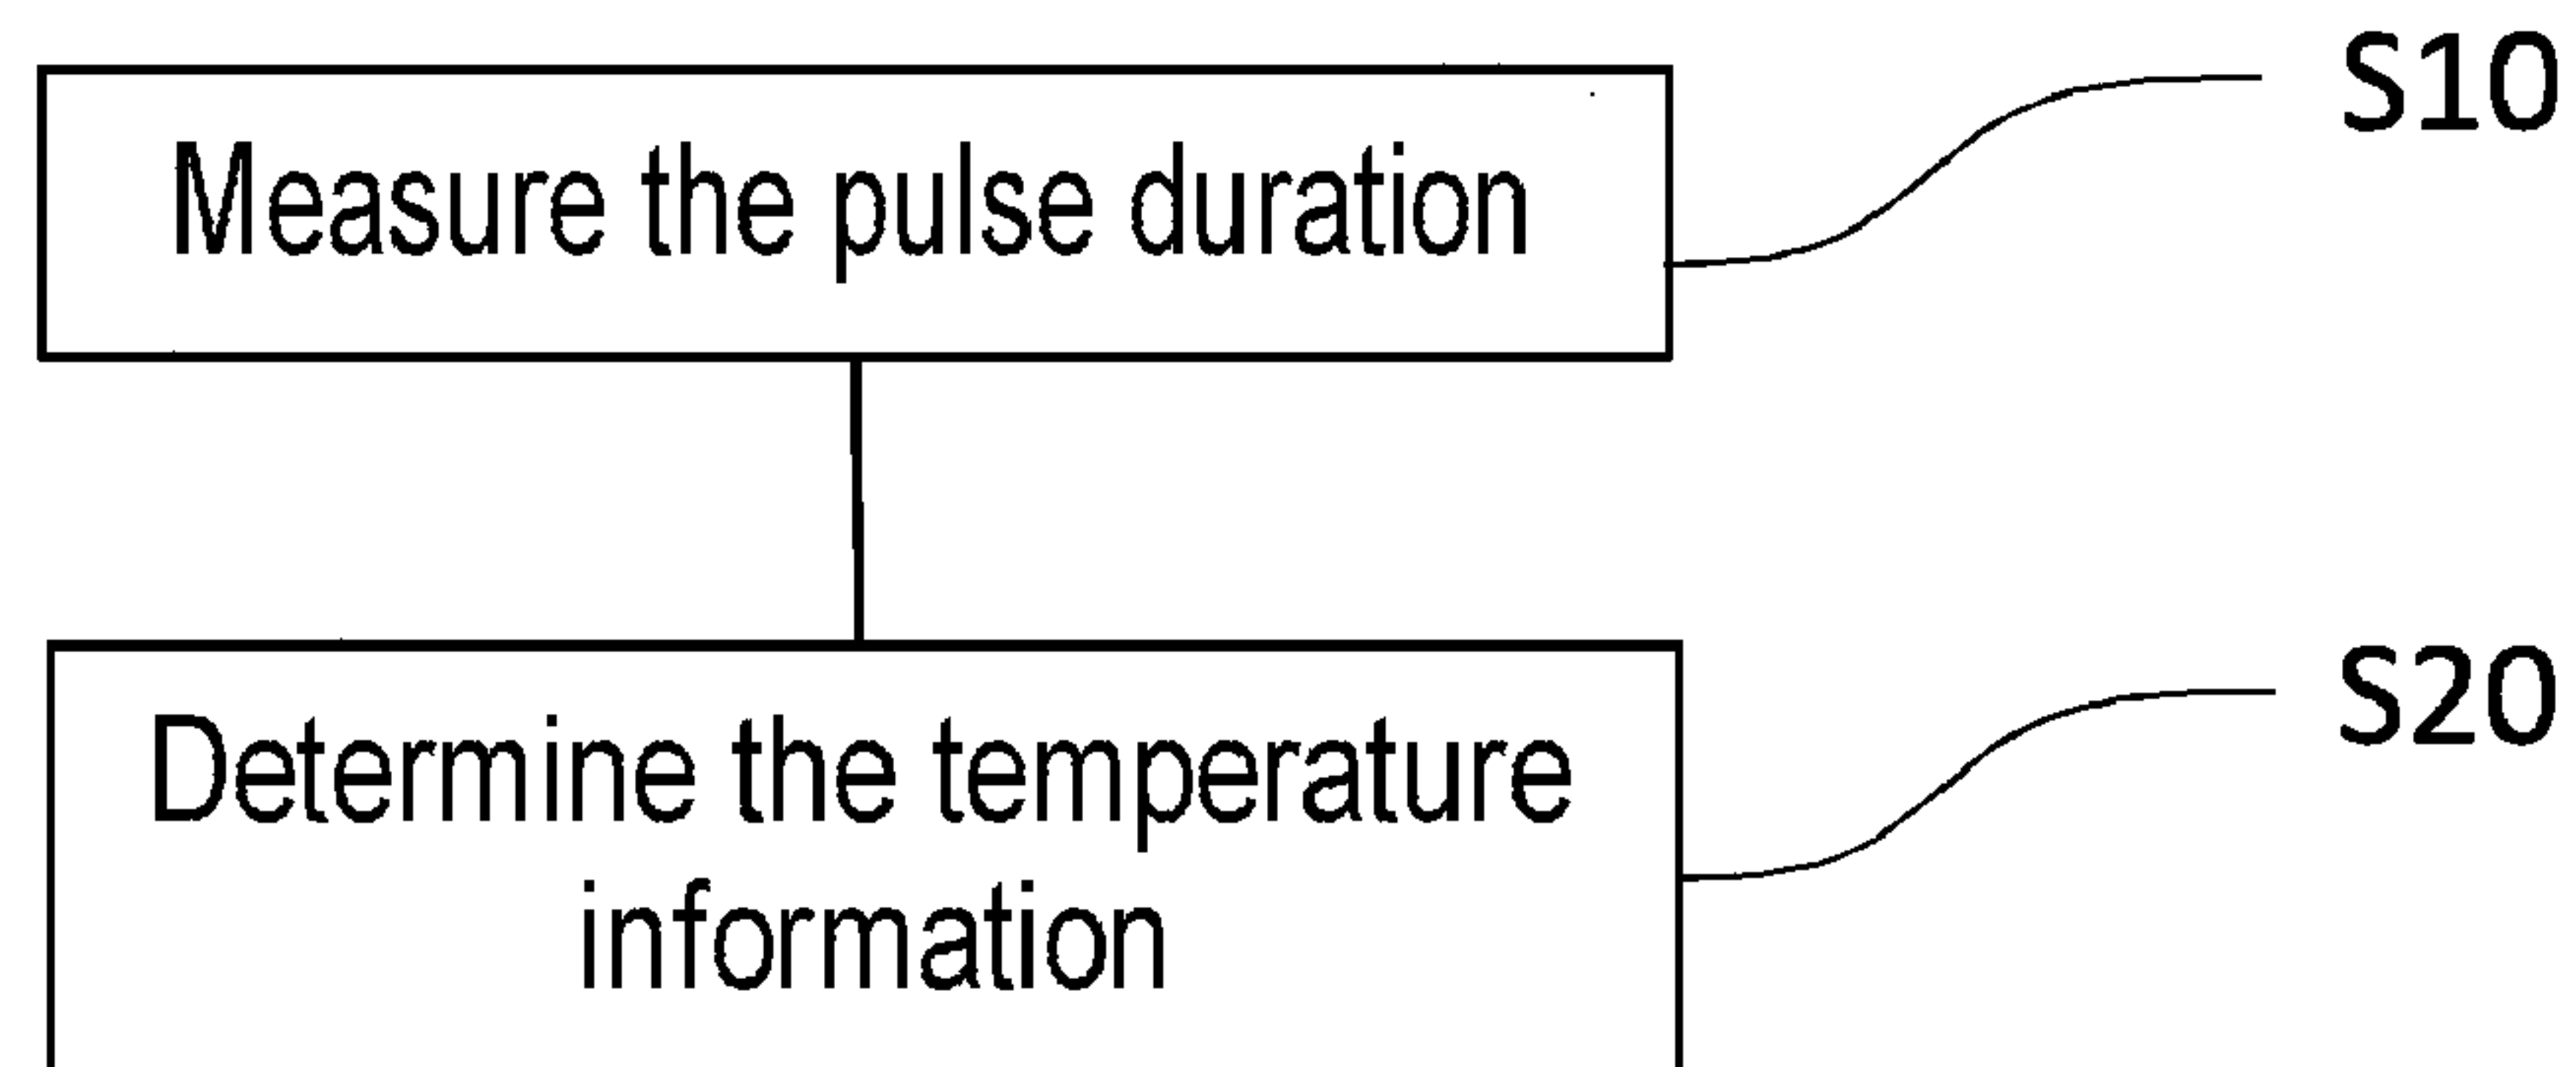 S10
Measure the pulse duration
S20
Determine the temperature
information